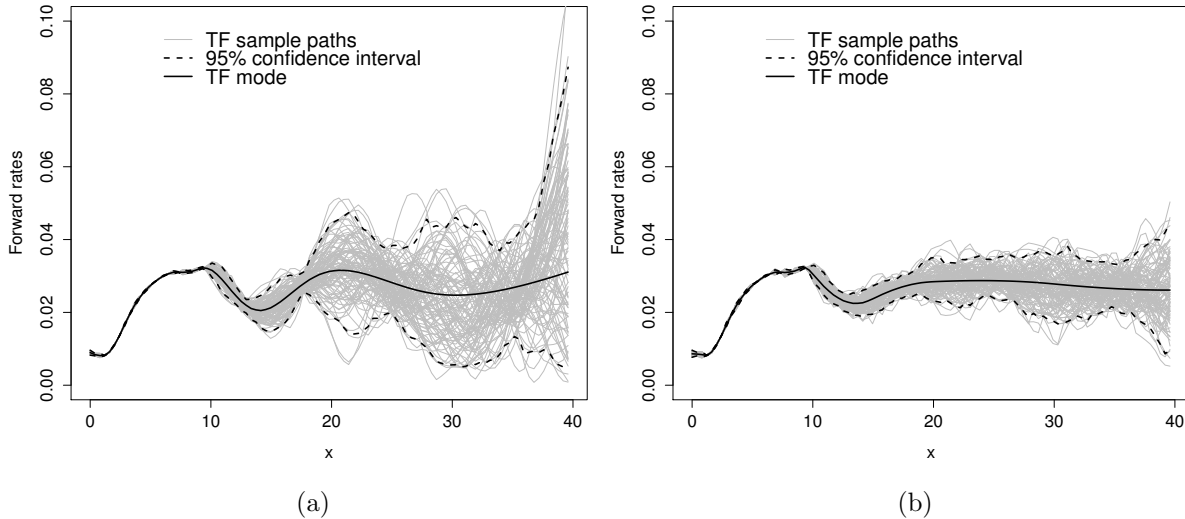 0.10
0.08
0.06
0.04
0.02
0.00
Forward rates
TF sample paths
95% confidence interval
TF mode
0 10 20 30 40
x
(a)
0.10
0.08
0.06
0.04
0.02
0.00
Forward rates
TF sample paths
95% confidence interval
TF mode
0 10 20 30 40
x
(b)